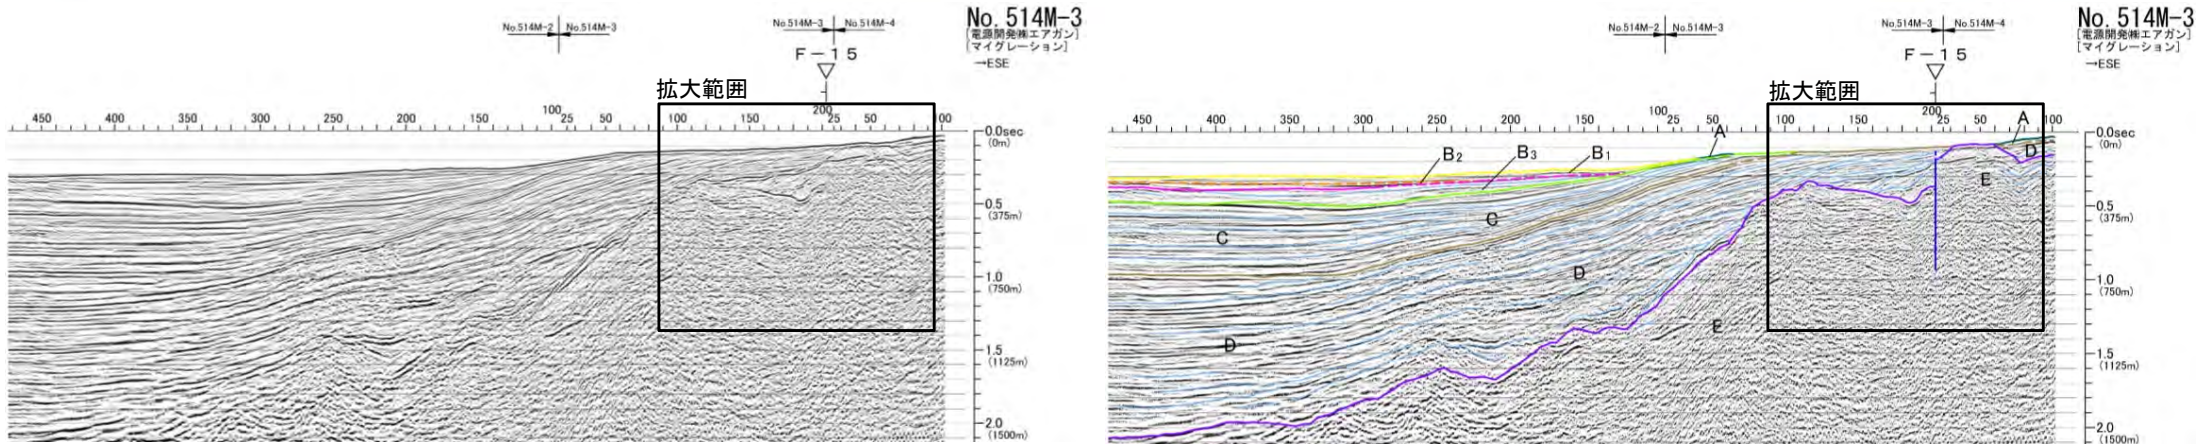 No.514M-3
[電源開発㈱エアガン]
[マイグレーション]
→ESE
No.514M-2 No.514M-3
No.514M-3 No.514M-4
F-15
拡大範囲
450 400 350 300 250 200 150 100 25 50 100 150 200 25 50 100
0.0sec
(0m)
0.5
(375m)
1.0
(750m)
1.5
(1125m)
2.0
(1500m)
No.514M-3
[電源開発㈱エアガン]
[マイグレーション]
→ESE
No.514M-2 No.514M-3
No.514M-3 No.514M-4
F-15
拡大範囲
450 400 350 300 250 200 150 100 25 50 100 150 200 25 50 100
A A
B2 B3 B1
D
E
C
C
D
E
D
0.0sec
(0m)
0.5
(375m)
1.0
(750m)
1.5
(1125m)
2.0
(1500m)